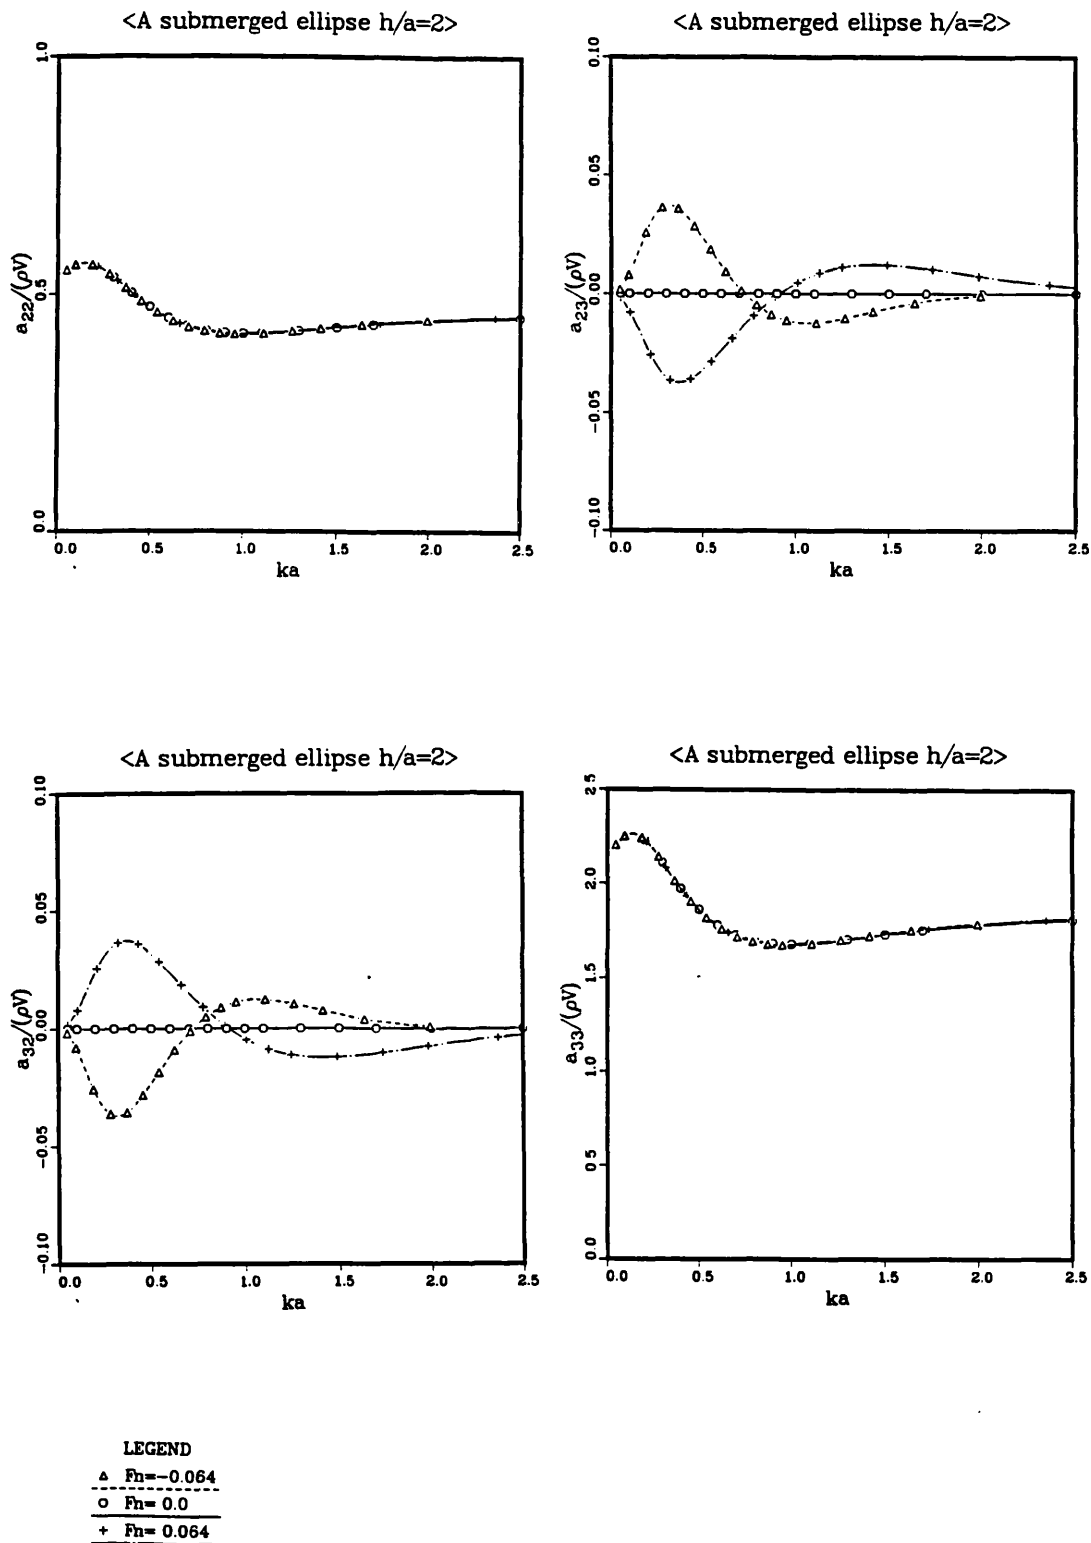 <A submerged ellipse h/a=2>
1.0
0.5
0.0
a22/(ρV)
0.0 0.5 1.0 1.5 2.0 2.5
ka
<A submerged ellipse h/a=2>
0.10
0.05
0.00
-0.05
-0.10
a23/(ρV)
0.0 0.5 1.0 1.5 2.0 2.5
ka
<A submerged ellipse h/a=2>
0.10
0.05
0.00
-0.05
-0.10
a32/(ρV)
0.0 0.5 1.0 1.5 2.0 2.5
ka
<A submerged ellipse h/a=2>
2.5
2.0
1.5
1.0
0.5
0.0
a33/(ρV)
0.0 0.5 1.0 1.5 2.0 2.5
ka
LEGEND
Fn=-0.064
Fn= 0.0
Fn= 0.064